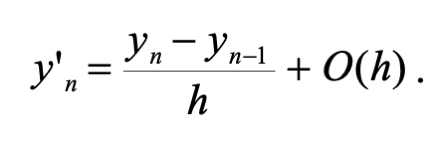 y'ₙ = (yₙ − yₙ₋₁) / h + O(h).